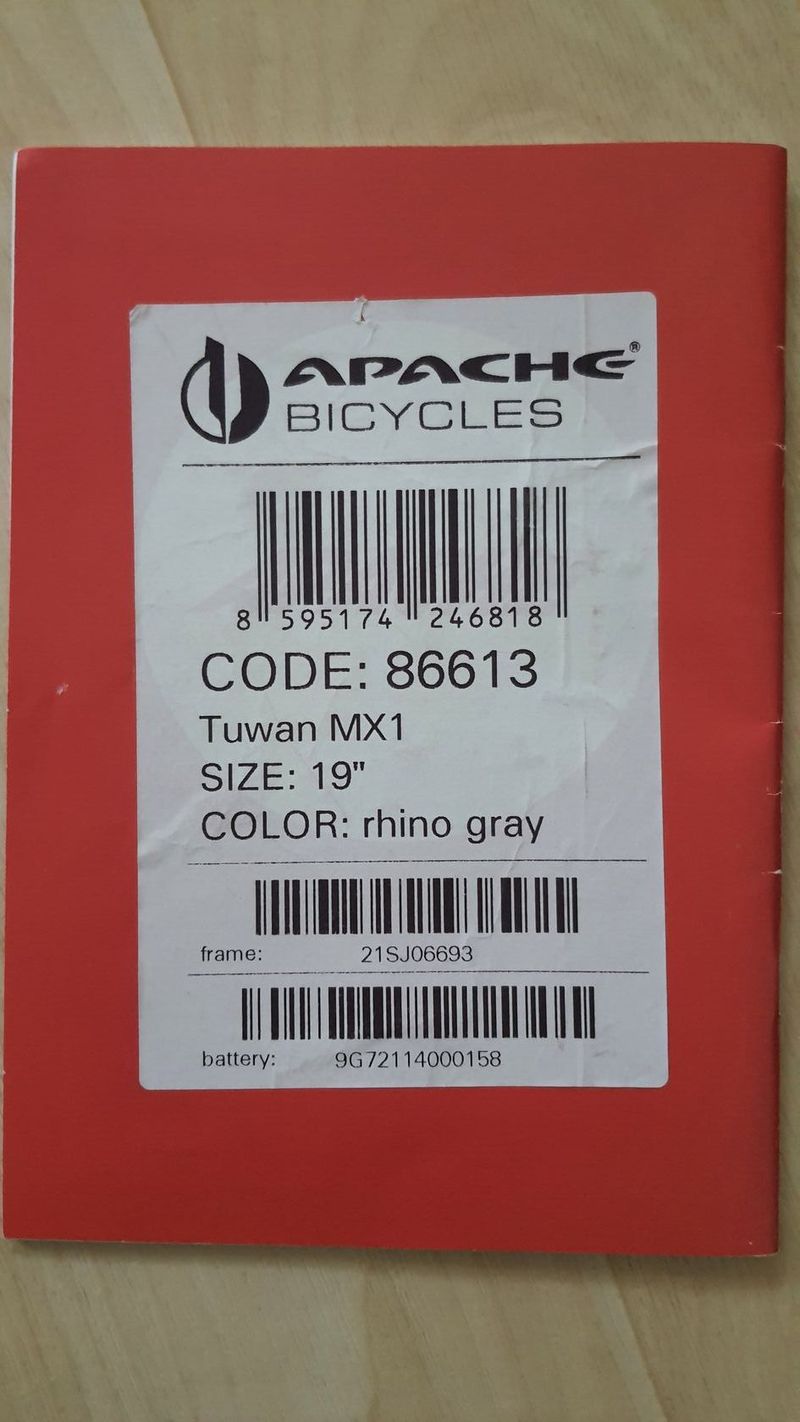 APACHE®
BICYCLES
8 595174 246818
CODE: 86613
Tuwan MX1
SIZE: 19"
COLOR: rhino gray
frame: 21SJ06693
battery: 9G72114000158